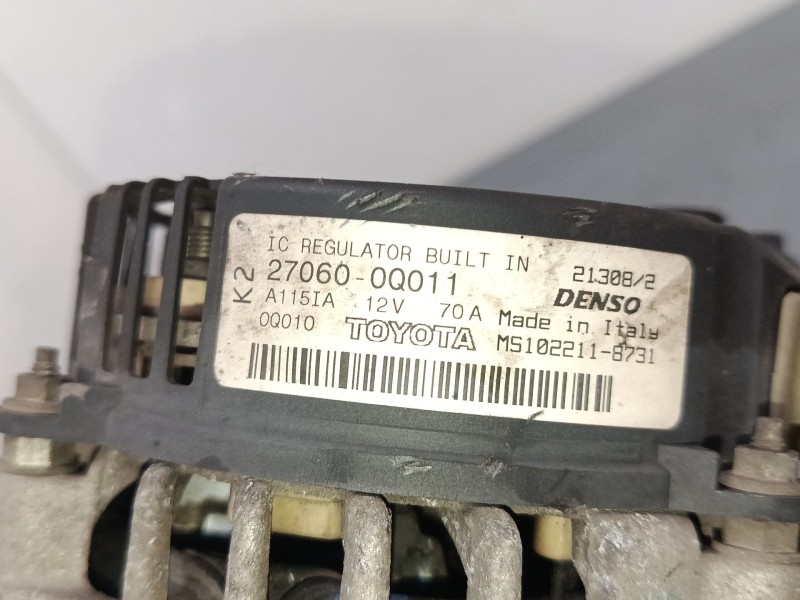 IC REGULATOR BUILT IN
K2
27060-0Q011
21308/2
DENSO
A115IA 12V 70A
Made in Italy
0Q010 TOYOTA MS102211-8731